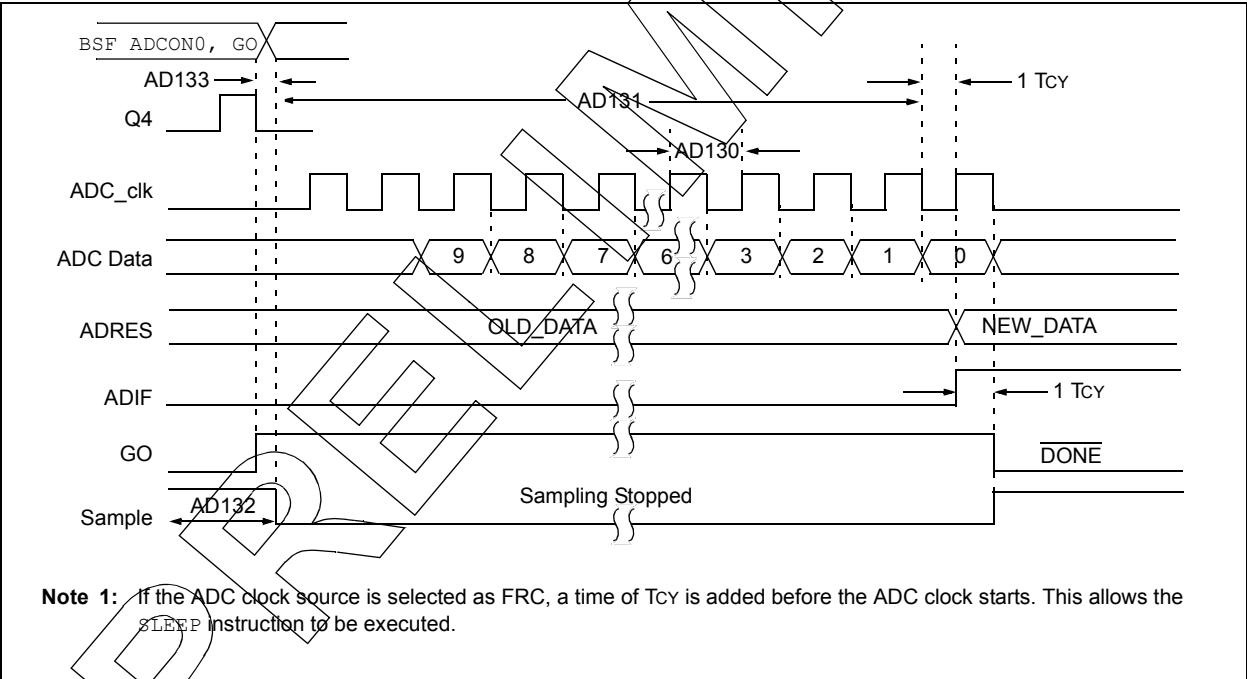 BSF ADCON0, GO
AD133
1 TCY
AD131
Q4
AD130
ADC_clk
ADC Data
9 8 7 6 3 2 1 0
ADRES
OLD_DATA
NEW_DATA
ADIF
1 TCY
GO
DONE
Sampling Stopped
AD132
Sample
Note 1: If the ADC clock source is selected as FRC, a time of TCY is added before the ADC clock starts. This allows the
SLEEP instruction to be executed.
PRELIM